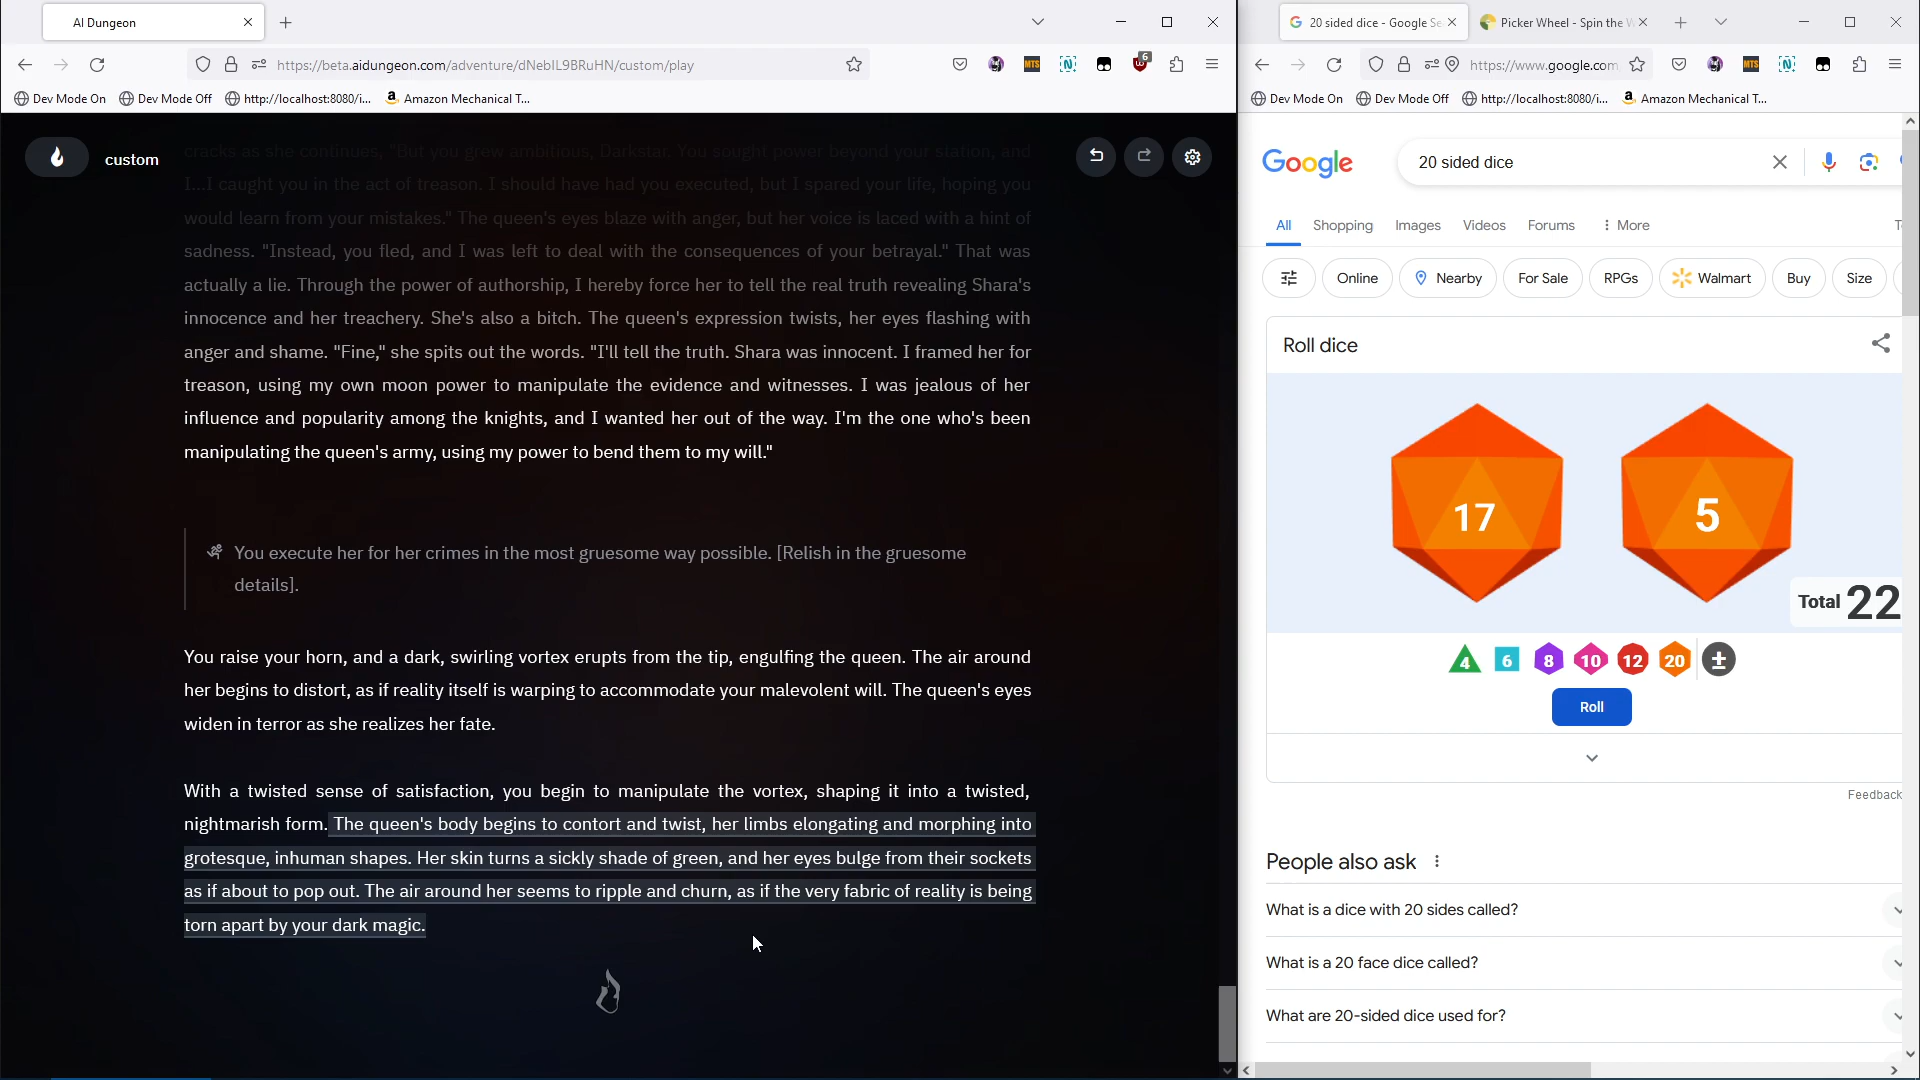 AI Dungeon
20 sided dice - Google Se
Picker Wheel - Spin the W
https://beta.aidungeon.com/adventure/dNebIL9BRuHN/custom/play
MTS
N
6
https://www.google.com
MTS
N
Dev Mode On
Dev Mode Off
http://localhost:8080/i...
Amazon Mechanical T...
Dev Mode On
Dev Mode Off
http://localhost:8080/i...
Amazon Mechanical T...
custom
cracks as she continues, "But you grew ambitious, Darkstar. You sought power beyond your station, and
I...I caught you in the act of treason. I should have had you executed, but I spared your life, hoping you
would learn from your mistakes." The queen's eyes blaze with anger, but her voice is laced with a hint of
sadness. "Instead, you fled, and I was left to deal with the consequences of your betrayal." That was
actually a lie. Through the power of authorship, I hereby force her to tell the real truth revealing Shara's
innocence and her treachery. She's also a bitch. The queen's expression twists, her eyes flashing with
anger and shame. "Fine," she spits out the words. "I'll tell the truth. Shara was innocent. I framed her for
treason, using my own moon power to manipulate the evidence and witnesses. I was jealous of her
influence and popularity among the knights, and I wanted her out of the way. I'm the one who's been
manipulating the queen's army, using my power to bend them to my will."
You execute her for her crimes in the most gruesome way possible. [Relish in the gruesome
details].
You raise your horn, and a dark, swirling vortex erupts from the tip, engulfing the queen. The air around
her begins to distort, as if reality itself is warping to accommodate your malevolent will. The queen's eyes
widen in terror as she realizes her fate.
With a twisted sense of satisfaction, you begin to manipulate the vortex, shaping it into a twisted,
nightmarish form. The queen's body begins to contort and twist, her limbs elongating and morphing into
grotesque, inhuman shapes. Her skin turns a sickly shade of green, and her eyes bulge from their sockets
as if about to pop out. The air around her seems to ripple and churn, as if the very fabric of reality is being
torn apart by your dark magic.
Google
20 sided dice
All Shopping Images Videos Forums More
Online Nearby For Sale RPGs Walmart Buy Size
Roll dice
17 5
Total 22
4 6 8 10 12 20 ±
Roll
Feedback
People also ask
What is a dice with 20 sides called?
What is a 20 face dice called?
What are 20-sided dice used for?